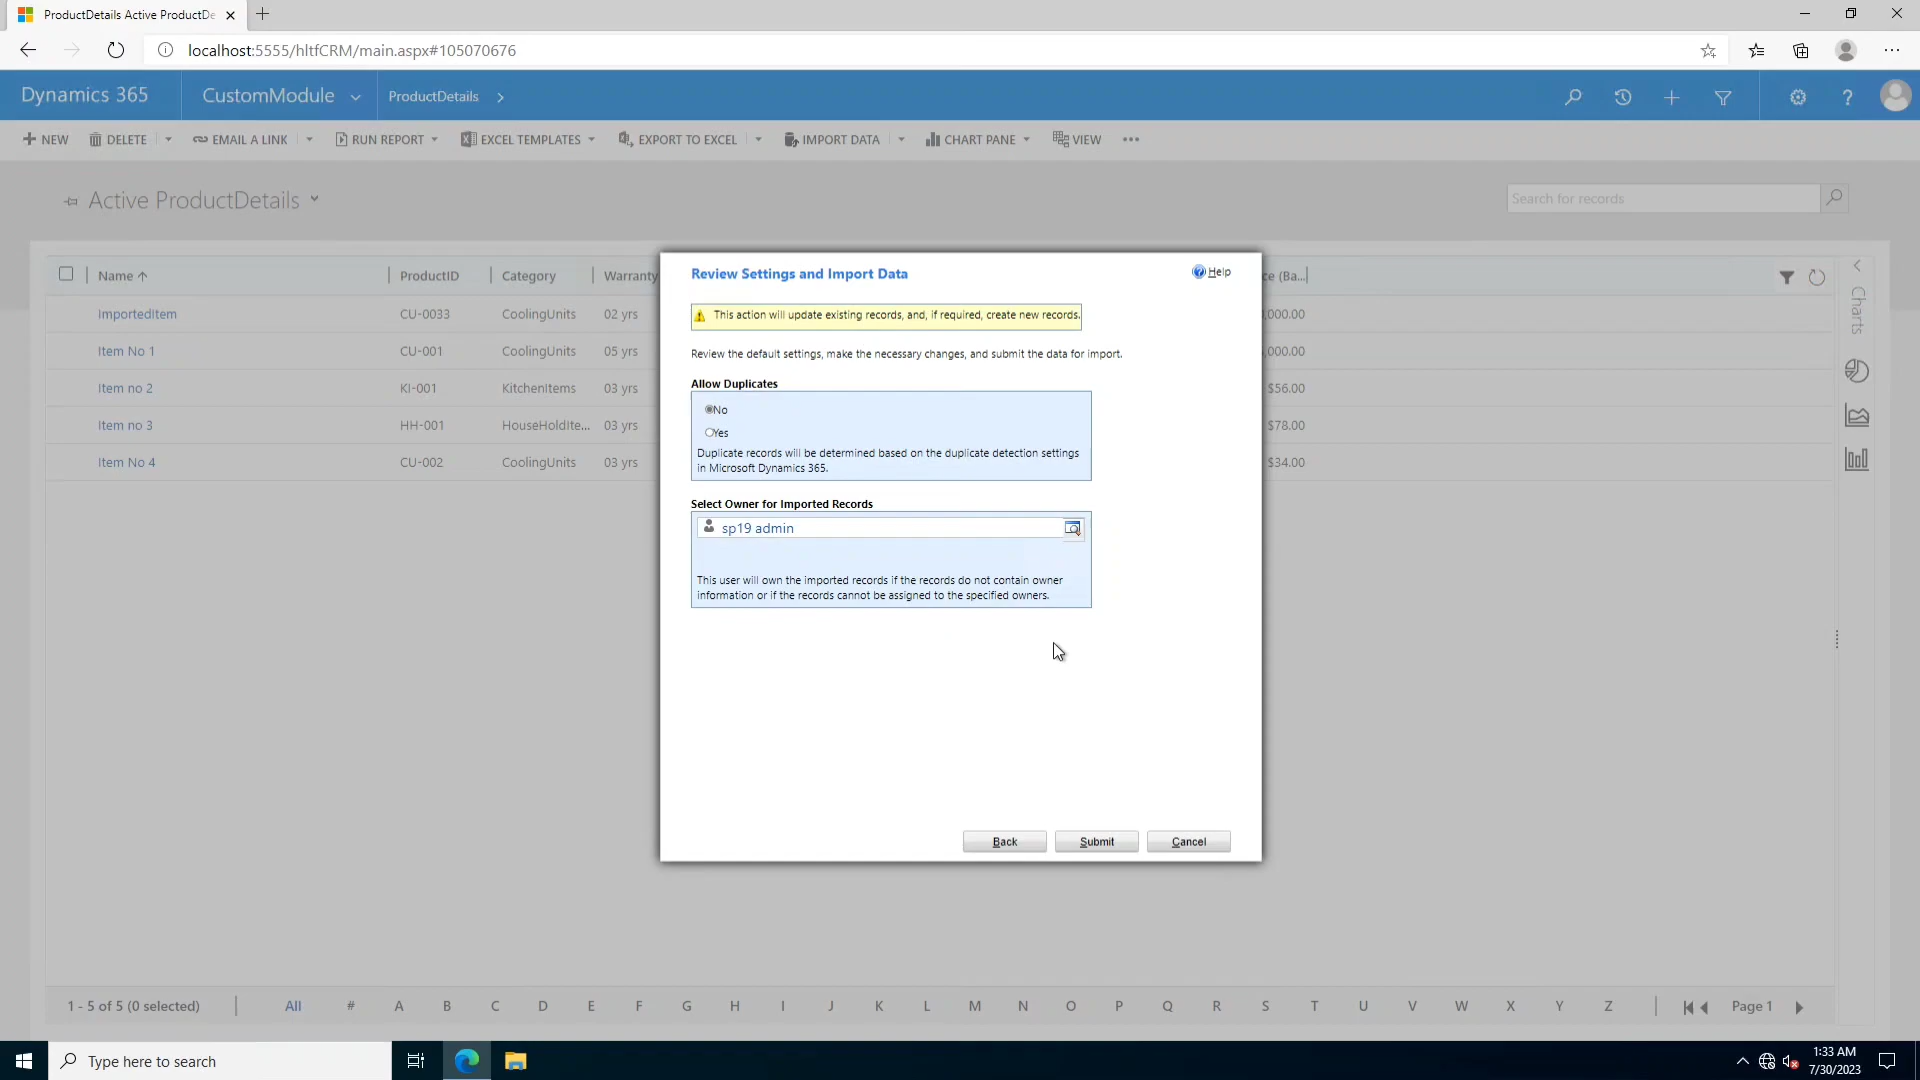 ProductDetails Active ProductDe
localhost:5555/hltfCRM/main.aspx#105070676
Dynamics 365
CustomModule
ProductDetails
NEW
DELETE
EMAIL A LINK
RUN REPORT
EXCEL TEMPLATES
EXPORT TO EXCEL
IMPORT DATA
CHART PANE
VIEW
Active ProductDetails
Search for records
Name
ProductID
Category
Warranty
ce (Ba...
ImportedItem CU-0033 CoolingUnits 02 yrs ,000.00
Item No 1 CU-001 CoolingUnits 05 yrs ,000.00
Item no 2 KI-001 KitchenItems 03 yrs $56.00
Item no 3 HH-001 HouseHoldIte... 03 yrs $78.00
Item No 4 CU-002 CoolingUnits 03 yrs $34.00
Charts
Review Settings and Import Data
Help
This action will update existing records, and, if required, create new records.
Review the default settings, make the necessary changes, and submit the data for import.
Allow Duplicates
No
Yes
Duplicate records will be determined based on the duplicate detection settings
in Microsoft Dynamics 365.
Select Owner for Imported Records
sp19 admin
This user will own the imported records if the records do not contain owner
information or if the records cannot be assigned to the specified owners.
Back
Submit
Cancel
1 - 5 of 5 (0 selected)
All # A B C D E F G H I J K L M N O P Q R S T U V W X Y Z
Page 1
Type here to search
1:33 AM
7/30/2023